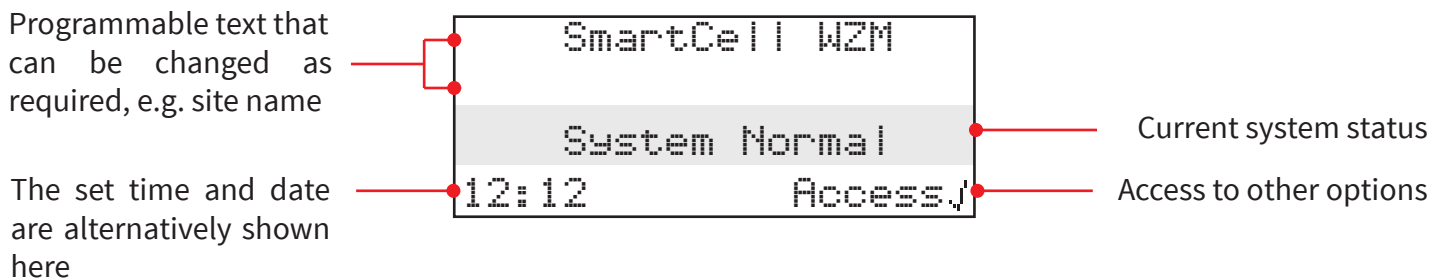 Programmable text that
can be changed as
required, e.g. site name
SmartCell WZM
System Normal
Current system status
The set time and date
are alternatively shown
here
12:12 Access√
Access to other options